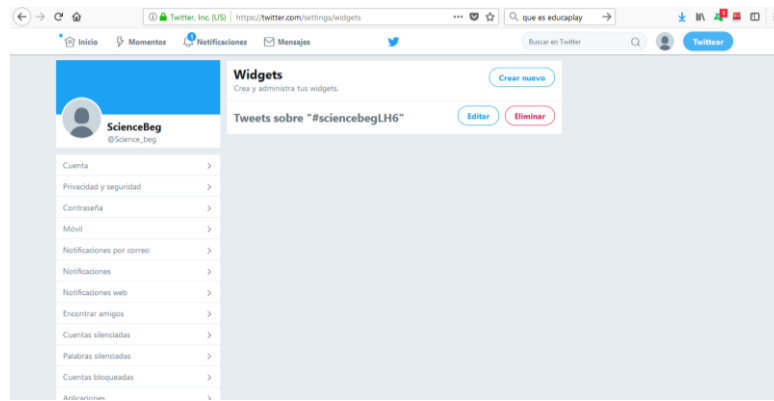 Twitter, Inc. (US) https://twitter.com/settings/widgets
que es educaplay
Inicio Momentos Notificaciones Mensajes Buscar en Twitter Twittear
1
1
Widgets
Crea y administra tus widgets.
Crear nuevo
Tweets sobre "#sciencebegLH6"
Editar Eliminar
ScienceBeg
@Science_beg
Cuenta
Privacidad y seguridad
Contraseña
Móvil
Notificaciones por correo
Notificaciones
Notificaciones web
Encontrar amigos
Cuentas silenciadas
Palabras silenciadas
Cuentas bloqueadas
Aplicaciones